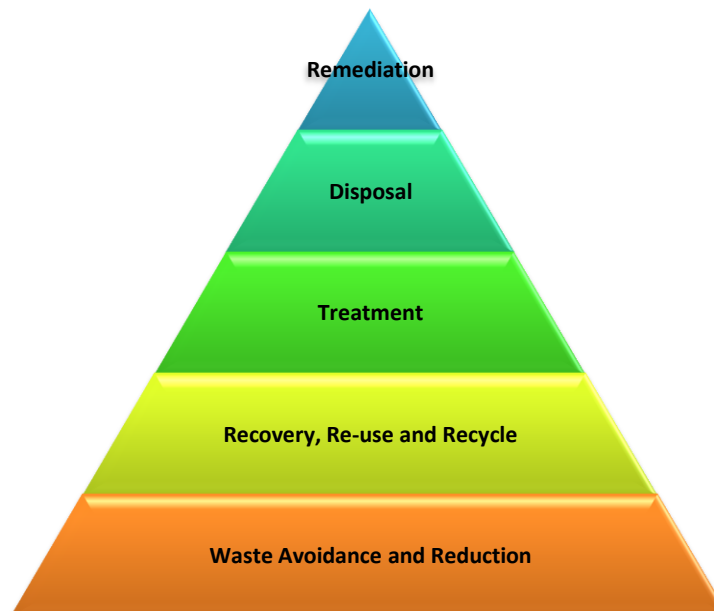 Remediation
Disposal
Treatment
Recovery, Re-use and Recycle
Waste Avoidance and Reduction